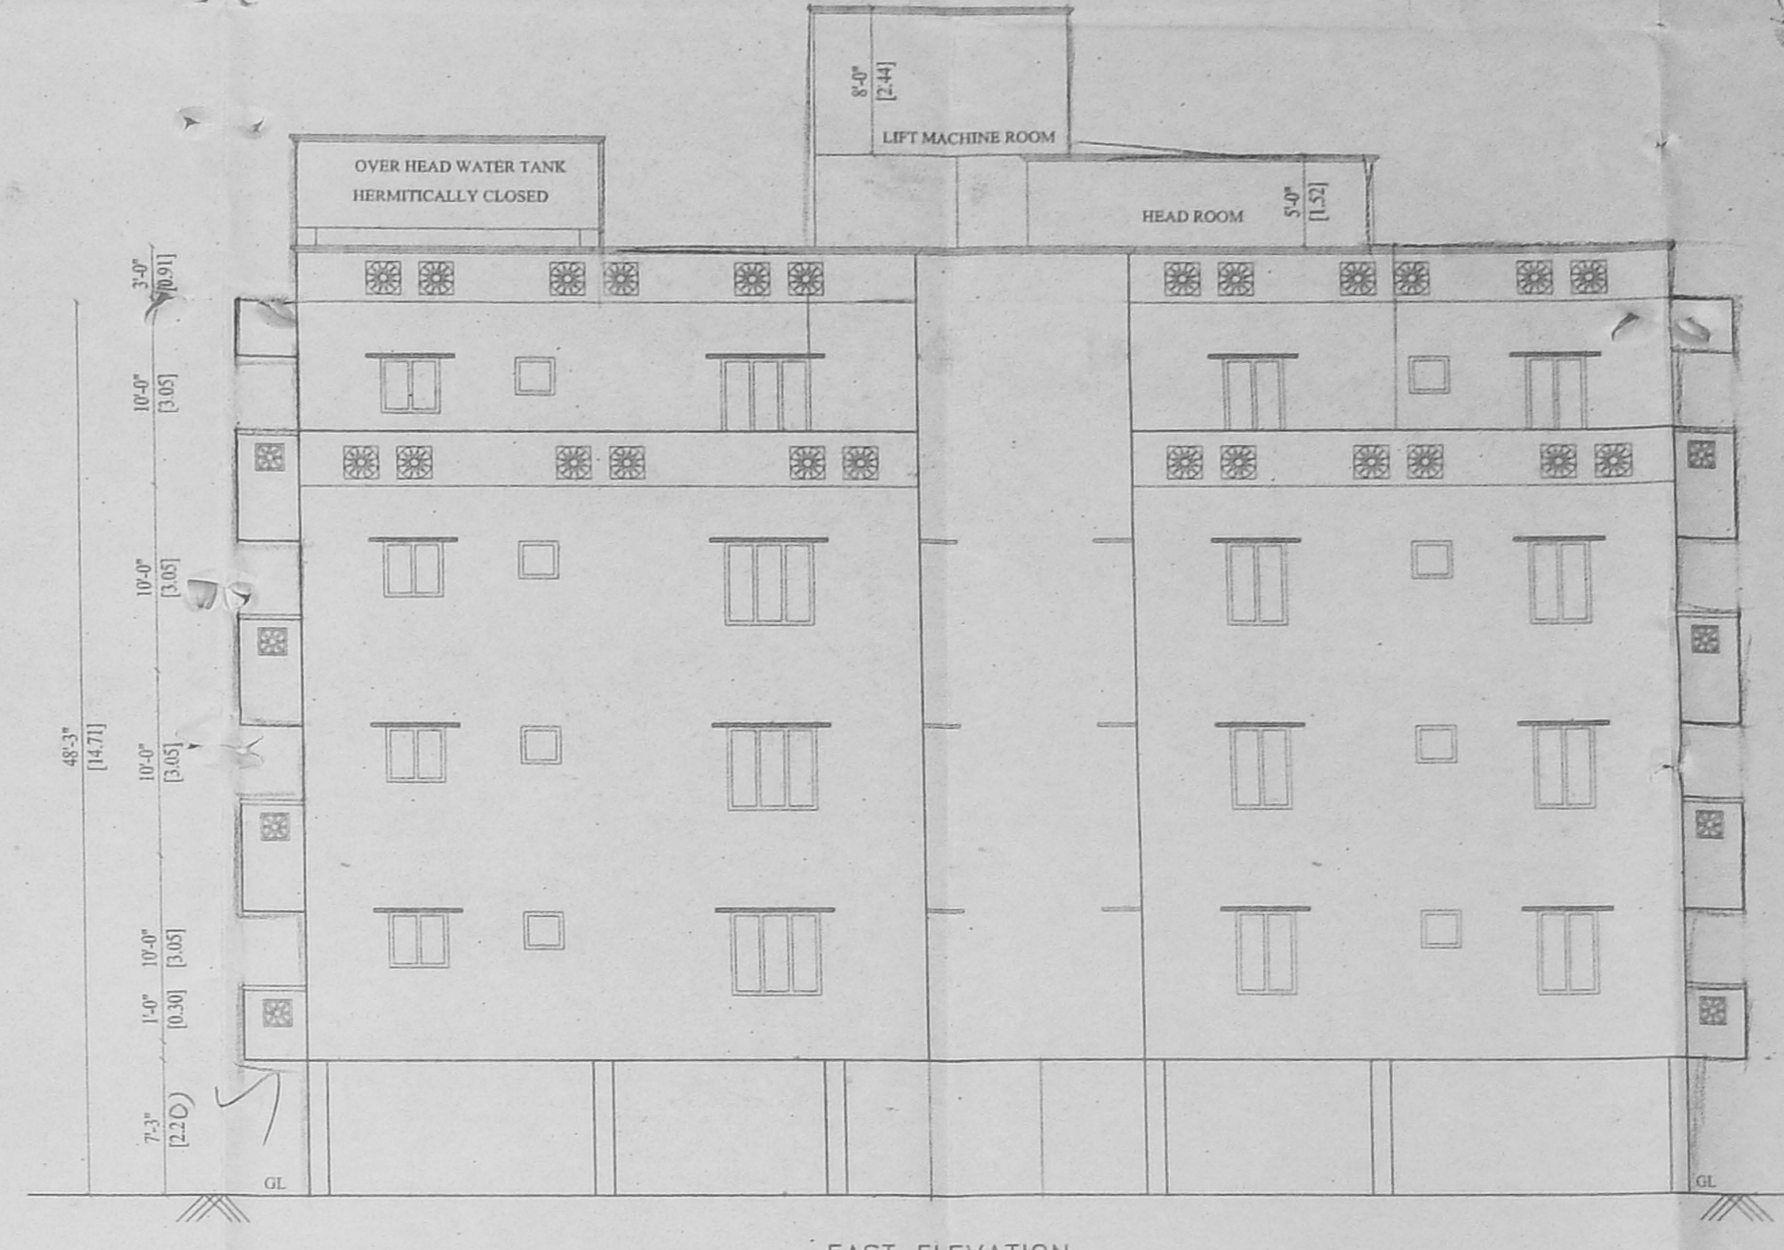 8'-0"
[2.44]
LIFT MACHINE ROOM
OVER HEAD WATER TANK
HERMITICALLY CLOSED
HEAD ROOM
5'-0"
[1.52]
3'-0"
[0.91]
10'-0"
[3.05]
10'-0"
[3.05]
48'-3"
[14.71]
10'-0"
[3.05]
10'-0"
[3.05]
1'-0"
[0.30]
7'-3"
[2.20)
GL
GL
EAST ELEVATION